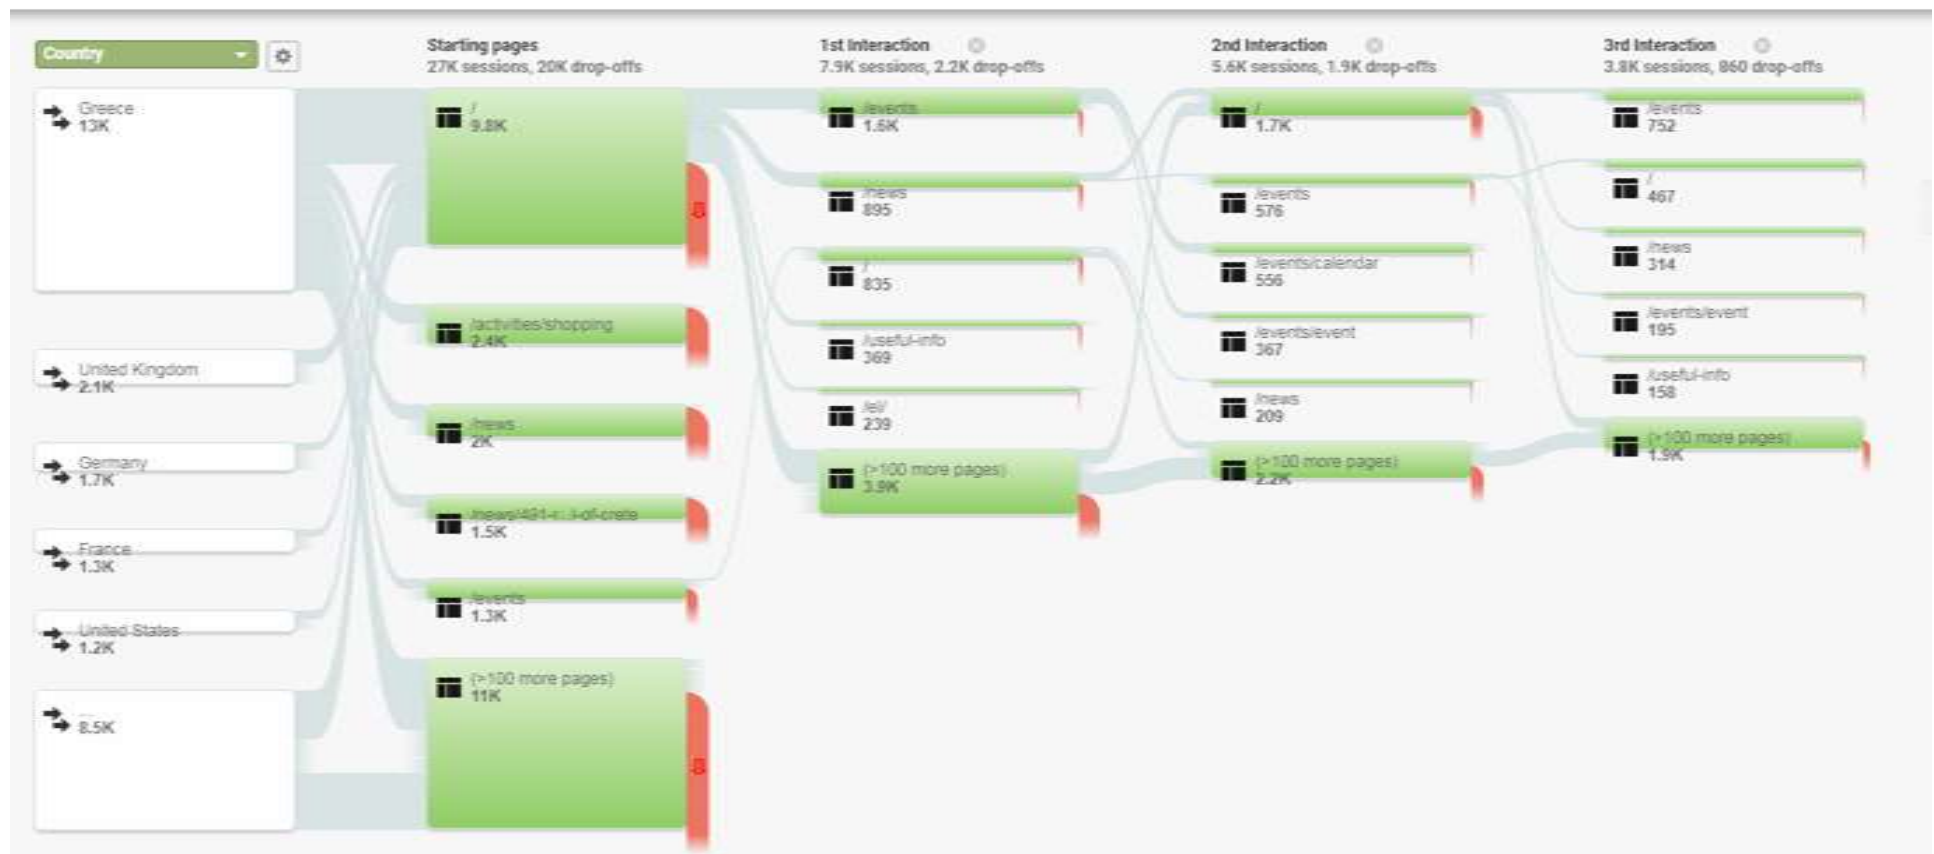 Country
Greece
13K
United Kingdom
2.1K
Germany
1.7K
France
1.3K
United States
1.2K
...
8.5K
Starting pages
27K sessions, 20K drop-offs
/
9.8K
/activities/shopping
2.4K
/news
2K
/news/491-r...l-of-crete
1.5K
/events
1.3K
(>100 more pages)
11K
1st Interaction
7.9K sessions, 2.2K drop-offs
/events
1.6K
/news
895
/
835
/useful-info
369
/el/
239
(>100 more pages)
3.9K
2nd Interaction
5.6K sessions, 1.9K drop-offs
/
1.7K
/events
576
/events/calendar
556
/events/event
367
/news
209
(>100 more pages)
2.2K
3rd Interaction
3.8K sessions, 860 drop-offs
/events
752
/
467
/news
314
/events/event
195
/useful-info
158
(>100 more pages)
1.9K